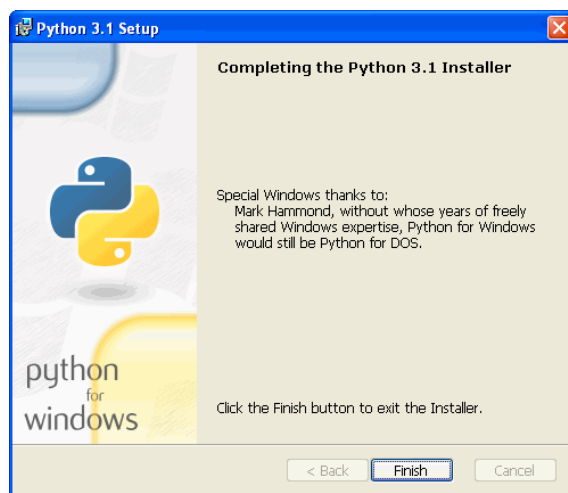 Python 3.1 Setup
Completing the Python 3.1 Installer
Special Windows thanks to:
Mark Hammond, without whose years of freely
shared Windows expertise, Python for Windows
would still be Python for DOS.
python
for
windows
Click the Finish button to exit the Installer.
< Back
Finish
Cancel